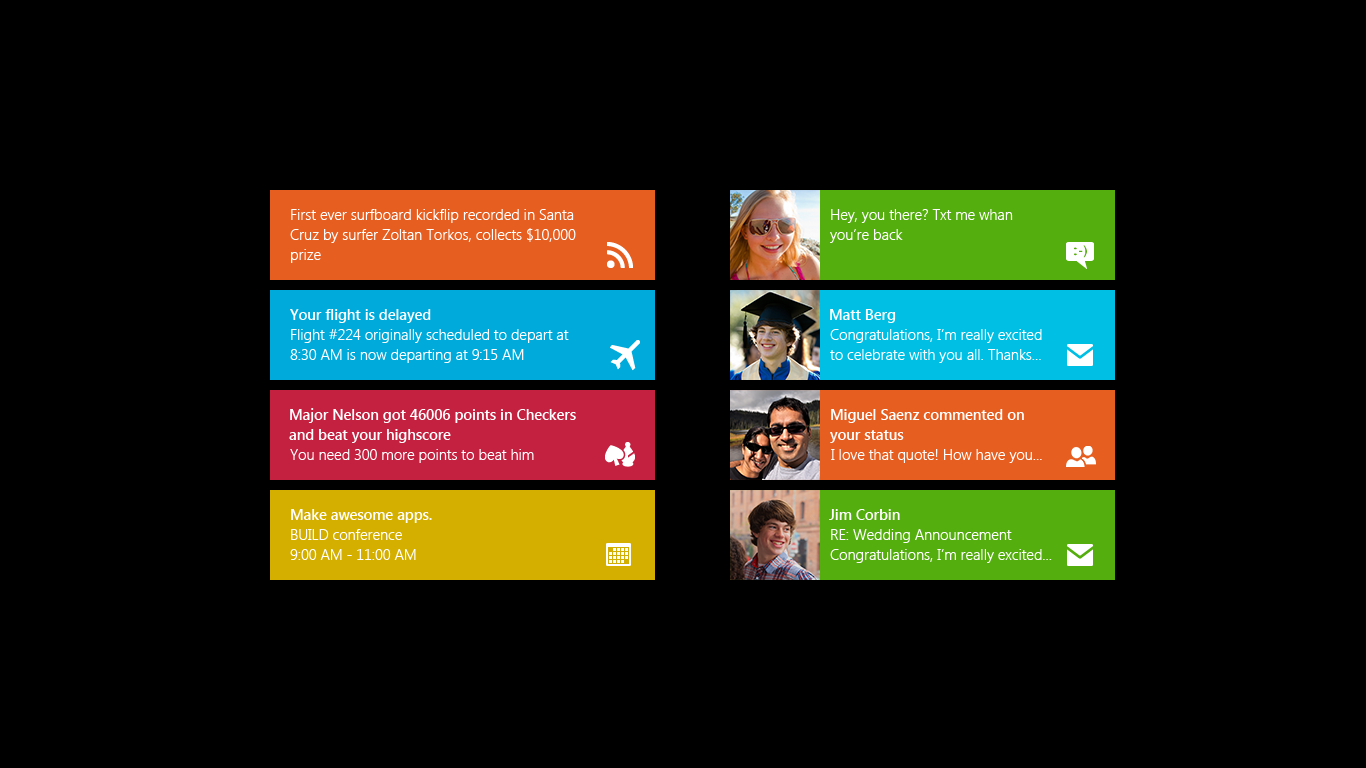 First ever surfboard kickflip recorded in Santa
Cruz by surfer Zoltan Torkos, collects $10,000
prize
Your flight is delayed
Flight #224 originally scheduled to depart at
8:30 AM is now departing at 9:15 AM
Major Nelson got 46006 points in Checkers
and beat your highscore
You need 300 more points to beat him
Make awesome apps.
BUILD conference
9:00 AM - 11:00 AM
Hey, you there? Txt me whan
you're back
:-)
Matt Berg
Congratulations, I'm really excited
to celebrate with you all. Thanks...
Miguel Saenz commented on
your status
I love that quote! How have you...
Jim Corbin
RE: Wedding Announcement
Congratulations, I'm really excited...